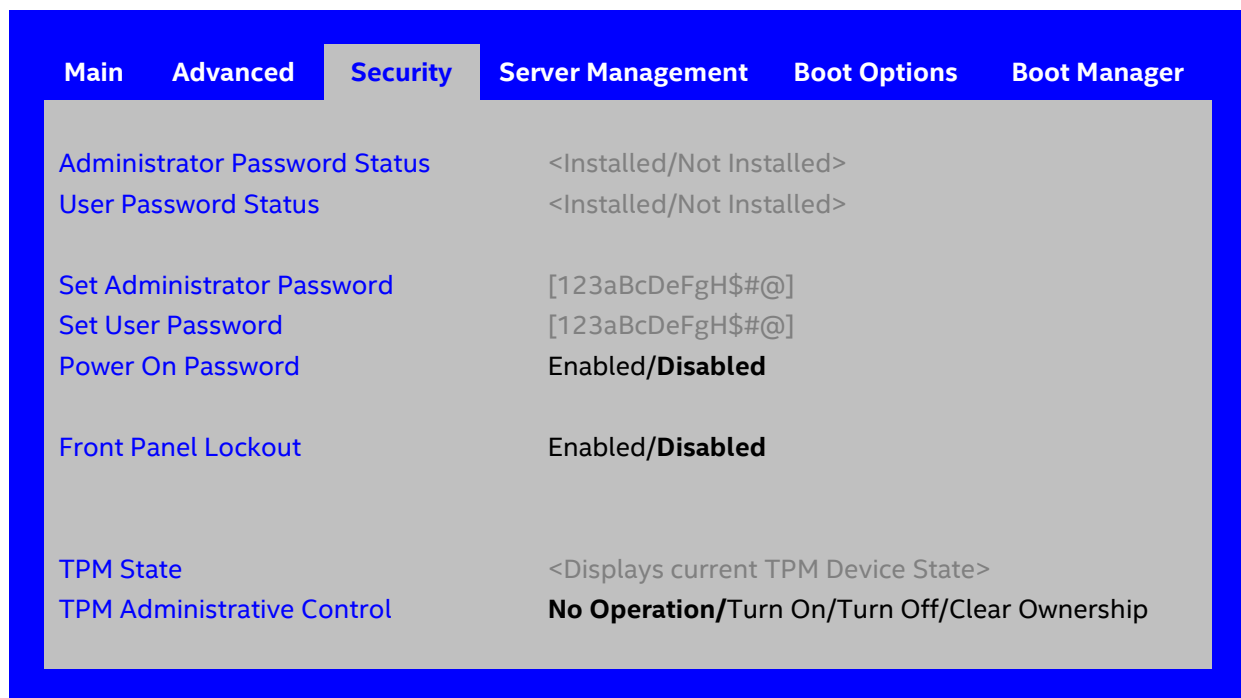 Main Advanced Security Server Management Boot Options Boot Manager
Administrator Password Status <Installed/Not Installed>
User Password Status <Installed/Not Installed>
Set Administrator Password [123aBcDeFgH$#@]
Set User Password [123aBcDeFgH$#@]
Power On Password Enabled/Disabled
Front Panel Lockout Enabled/Disabled
TPM State <Displays current TPM Device State>
TPM Administrative Control No Operation/Turn On/Turn Off/Clear Ownership